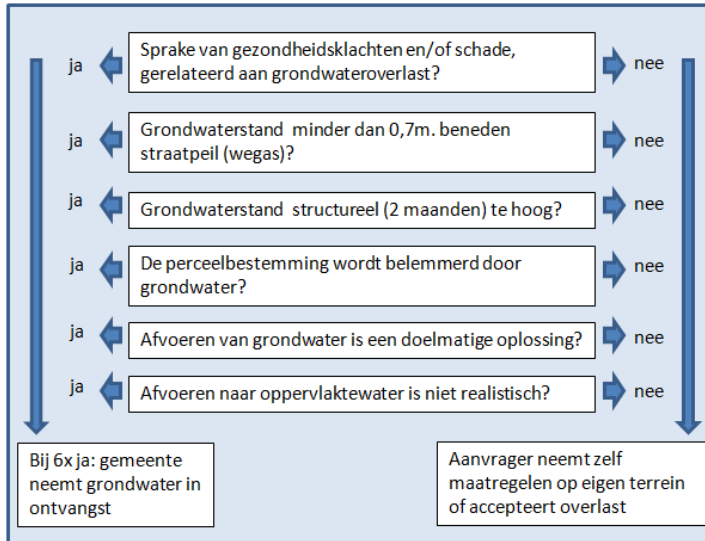 Sprake van gezondheidsklachten en/of schade,
gerelateerd aan grondwateroverlast?
ja
nee
Grondwaterstand minder dan 0,7m. beneden
straatpeil (wegas)?
ja
nee
Grondwaterstand structureel (2 maanden) te hoog?
ja
nee
De perceelbestemming wordt belemmerd door
grondwater?
ja
nee
Afvoeren van grondwater is een doelmatige oplossing?
ja
nee
Afvoeren naar oppervlaktewater is niet realistisch?
ja
nee
Bij 6x ja: gemeente
neemt grondwater in
ontvangst
Aanvrager neemt zelf
maatregelen op eigen terrein
of accepteert overlast